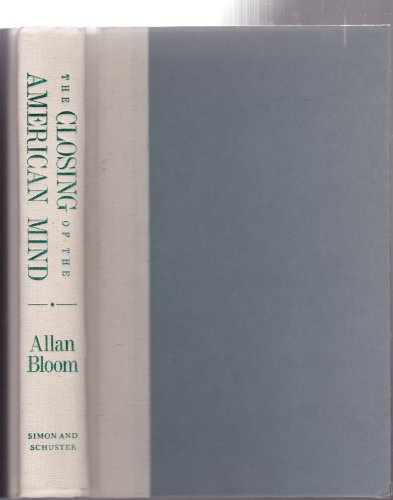 THE CLOSING OF THE
AMERICAN MIND
Allan
Bloom
SIMON AND
SCHUSTER